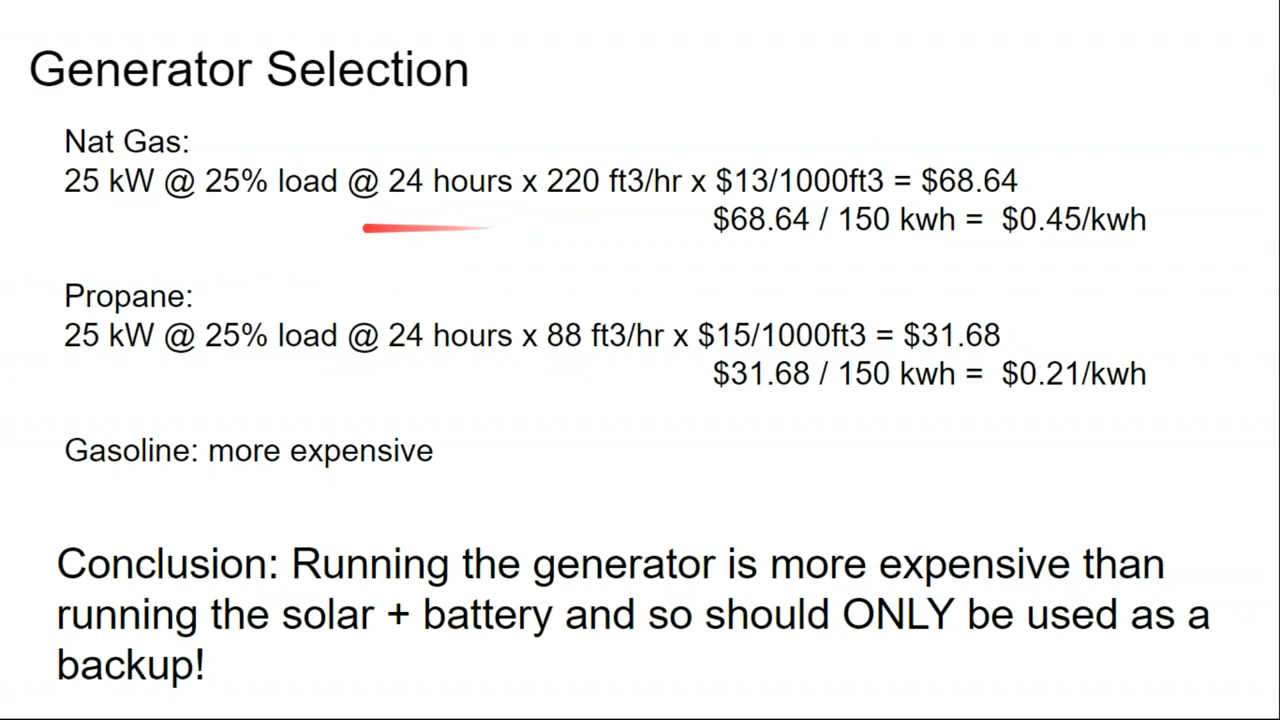 Generator Selection
Nat Gas:
25 kW @ 25% load @ 24 hours x 220 ft3/hr x $13/1000ft3 = $68.64
$68.64 / 150 kwh = $0.45/kwh
Propane:
25 kW @ 25% load @ 24 hours x 88 ft3/hr x $15/1000ft3 = $31.68
$31.68 / 150 kwh = $0.21/kwh
Gasoline: more expensive
Conclusion: Running the generator is more expensive than
running the solar + battery and so should ONLY be used as a
backup!